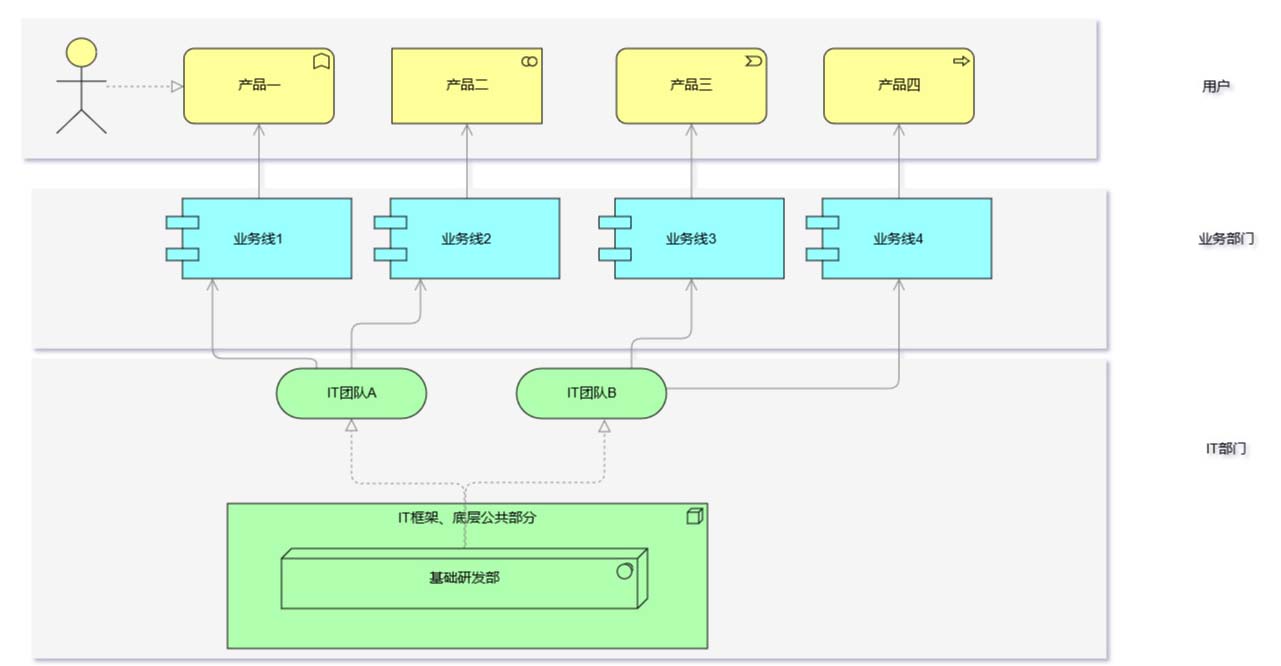 产品一
产品二
产品三
产品四
用户
业务线1
业务线2
业务线3
业务线4
业务部门
IT团队A
IT团队B
IT部门
IT框架、底层公共部分
基础研发部